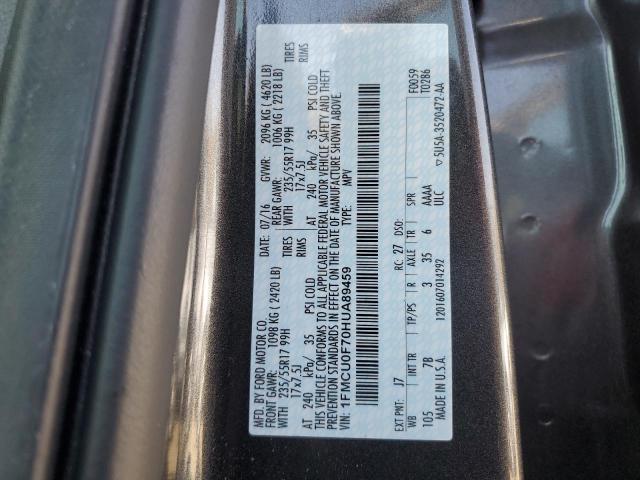 MFD. BY FORD MOTOR CO.
DATE: 07/16 GVWR: 2096 KG ( 4620 LB)
FRONT GAWR: 1098 KG ( 2420 LB) REAR GAWR: 1006 KG ( 2218 LB)
WITH 235/55R17 99H TIRES WITH 235/55R17 99H TIRES
17x7.5J RIMS 17x7.5J RIMS
AT 240 kPa/ 35 PSI COLD AT 240 kPa/ 35 PSI COLD
THIS VEHICLE CONFORMS TO ALL APPLICABLE FEDERAL MOTOR VEHICLE SAFETY AND THEFT
PREVENTION STANDARDS IN EFFECT ON THE DATE OF MANUFACTURE SHOWN ABOVE.
VIN: 1FMCU0F70HUA89459 TYPE: MPV
F0059
T0286
EXT PNT: J7 RC: 27 DSO:
WB INT TR TP/PS R AXLE TR SPR
105 7B 3 35 6 AAAA
MADE IN U.S.A. 1201607014292 ULC ▽ 5U5A-3520472-AA